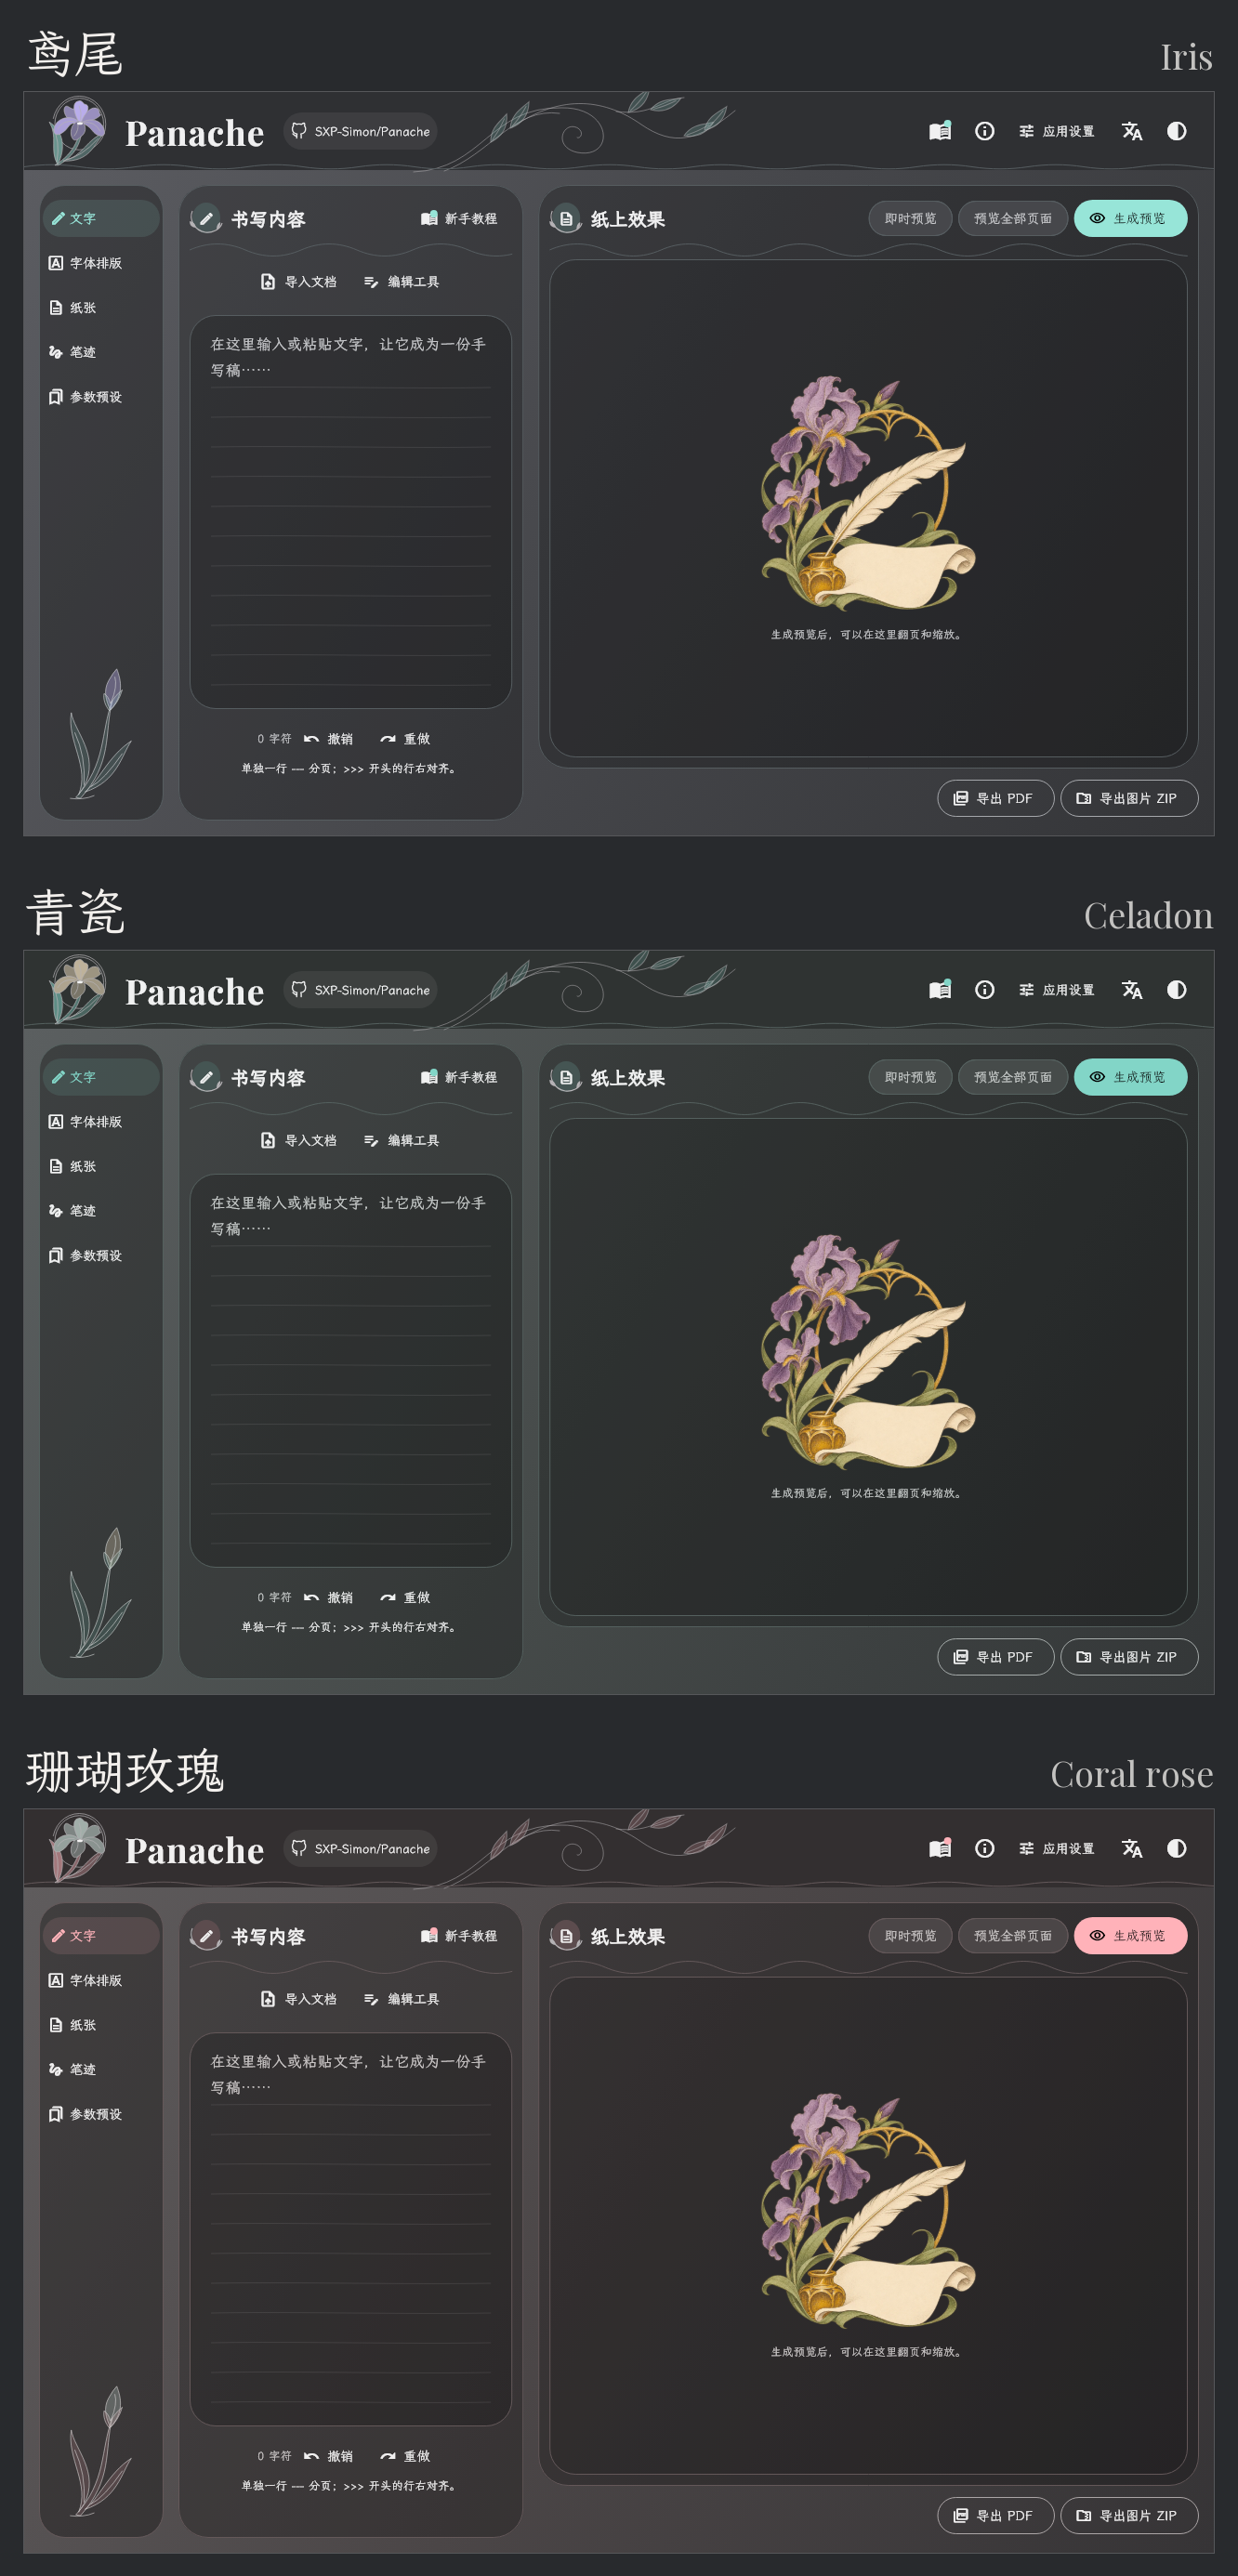 鸢尾
Iris
Panache
SXP-Simon/Panache
应用设置
文字
字体排版
纸张
笔迹
参数预设
书写内容
新手教程
导入文档
编辑工具
在这里输入或粘贴文字，让它成为一份手
写稿……
0 字符
撤销
重做
单独一行 --- 分页；>>> 开头的行右对齐。
纸上效果
即时预览
预览全部页面
生成预览
生成预览后，可以在这里翻页和缩放。
导出 PDF
导出图片 ZIP
青瓷
Celadon
Panache
SXP-Simon/Panache
应用设置
文字
字体排版
纸张
笔迹
参数预设
书写内容
新手教程
导入文档
编辑工具
在这里输入或粘贴文字，让它成为一份手
写稿……
0 字符
撤销
重做
单独一行 --- 分页；>>> 开头的行右对齐。
纸上效果
即时预览
预览全部页面
生成预览
生成预览后，可以在这里翻页和缩放。
导出 PDF
导出图片 ZIP
珊瑚玫瑰
Coral rose
Panache
SXP-Simon/Panache
应用设置
文字
字体排版
纸张
笔迹
参数预设
书写内容
新手教程
导入文档
编辑工具
在这里输入或粘贴文字，让它成为一份手
写稿……
0 字符
撤销
重做
单独一行 --- 分页；>>> 开头的行右对齐。
纸上效果
即时预览
预览全部页面
生成预览
生成预览后，可以在这里翻页和缩放。
导出 PDF
导出图片 ZIP